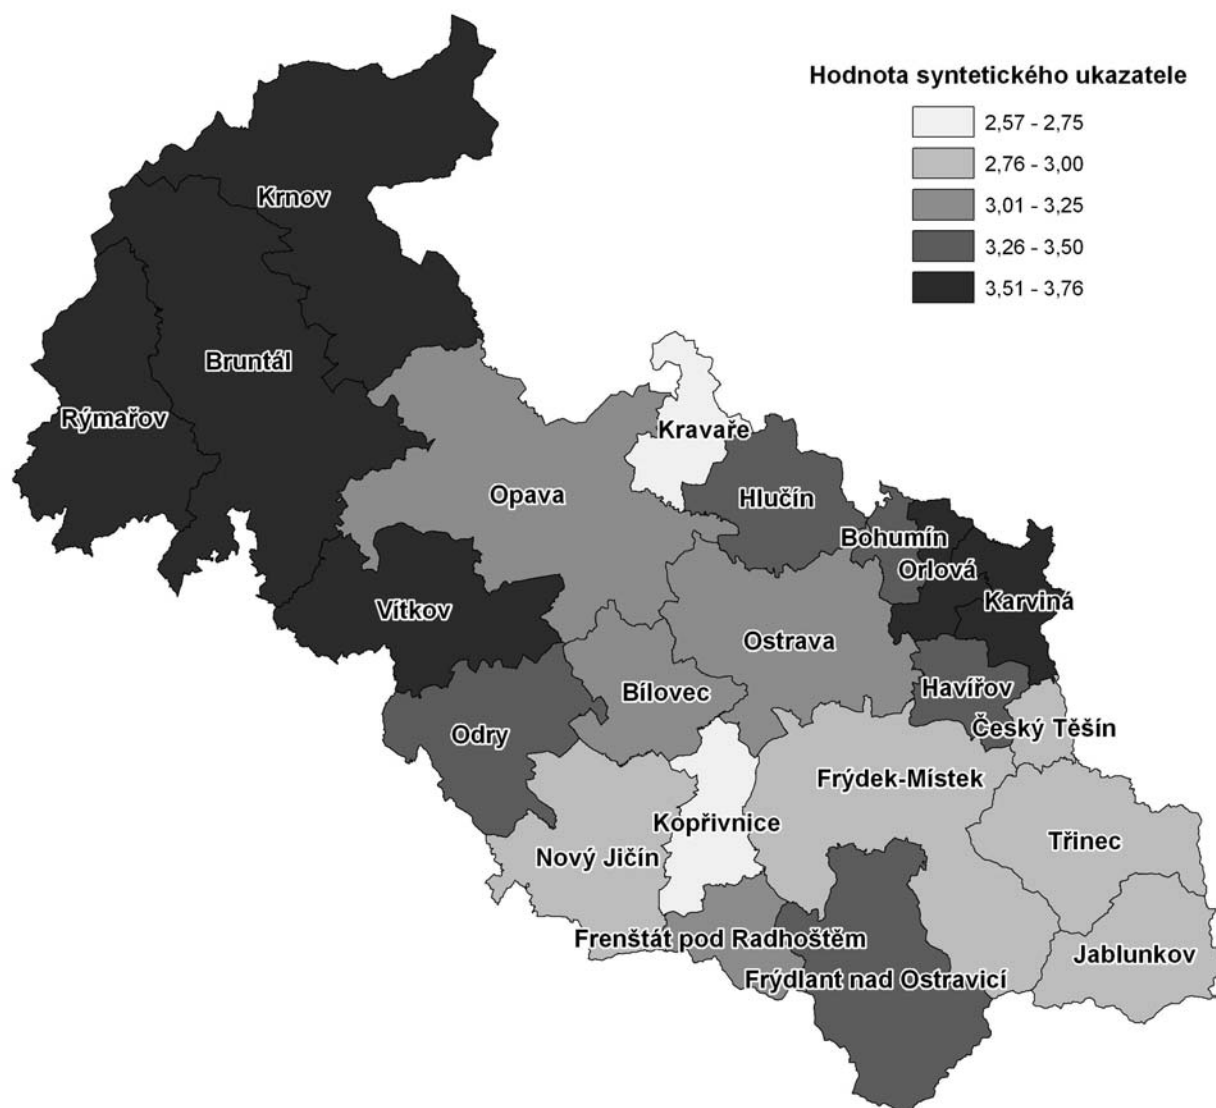 Hodnota syntetického ukazatele
2,57 - 2,75
2,76 - 3,00
3,01 - 3,25
3,26 - 3,50
3,51 - 3,76
Krnov
Bruntál
Rýmařov
Kravaře
Opava
Hlučín
Bohumín
Orlová
Karviná
Vítkov
Ostrava
Bílovec
Havířov
Odry
Český Těšín
Frýdek-Místek
Kopřivnice
Třinec
Nový Jičín
Frenštát pod Radhoštěm
Jablunkov
Frýdlant nad Ostravicí